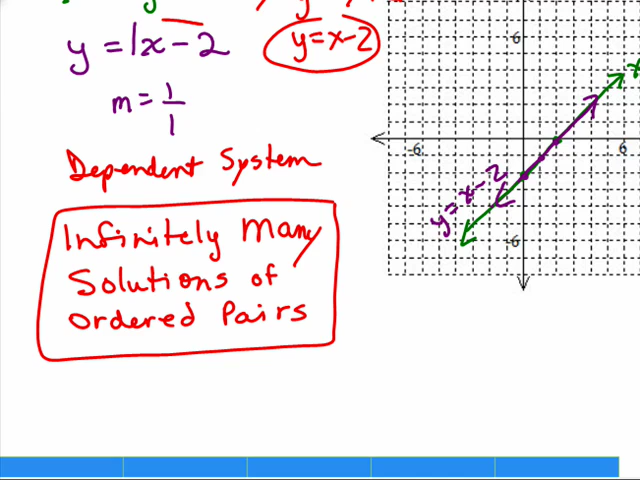 y = 1x - 2
y = x - 2
m = 1/1
Dependent System
Infinitely Many
Solutions of
Ordered Pairs
y = x - 2
6
-6
6
-6